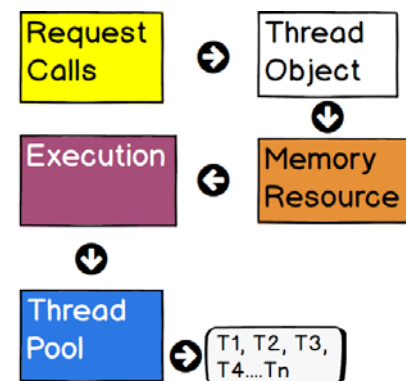 Request
Calls
Thread
Object
Memory
Resource
Execution
Thread
Pool
T1, T2, T3,
T4....Tn